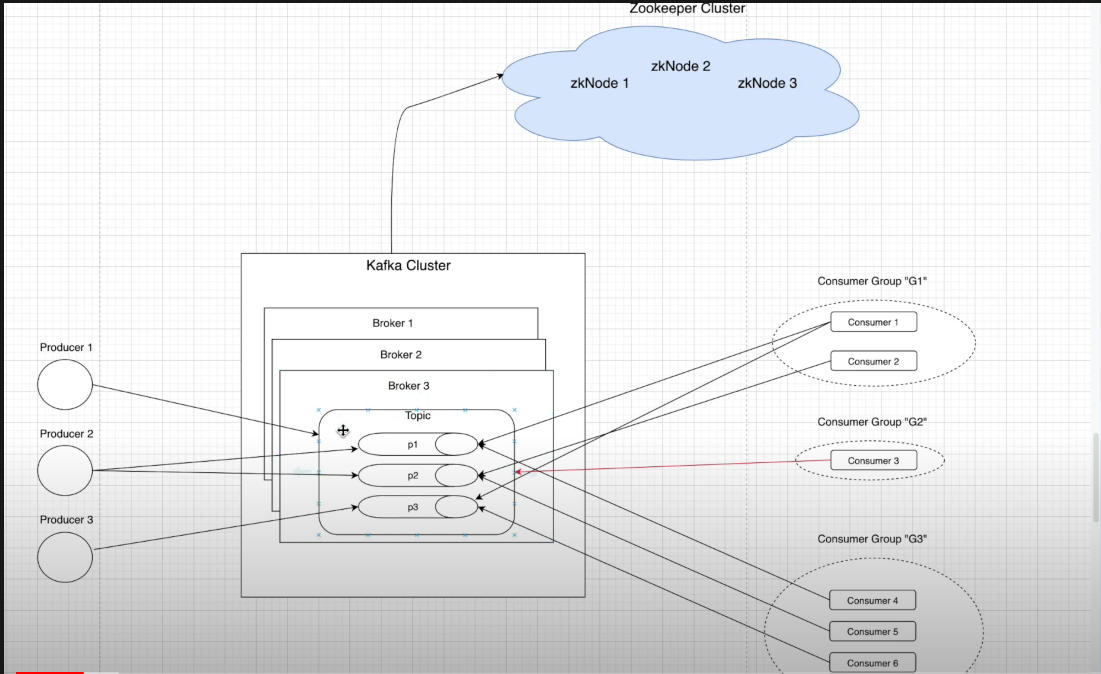 Zookeeper Cluster
zkNode 1
zkNode 2
zkNode 3
Kafka Cluster
Broker 1
Broker 2
Broker 3
Topic
p1
p2
p3
Producer 1
Producer 2
Producer 3
Consumer Group "G1"
Consumer 1
Consumer 2
Consumer Group "G2"
Consumer 3
Consumer Group "G3"
Consumer 4
Consumer 5
Consumer 6